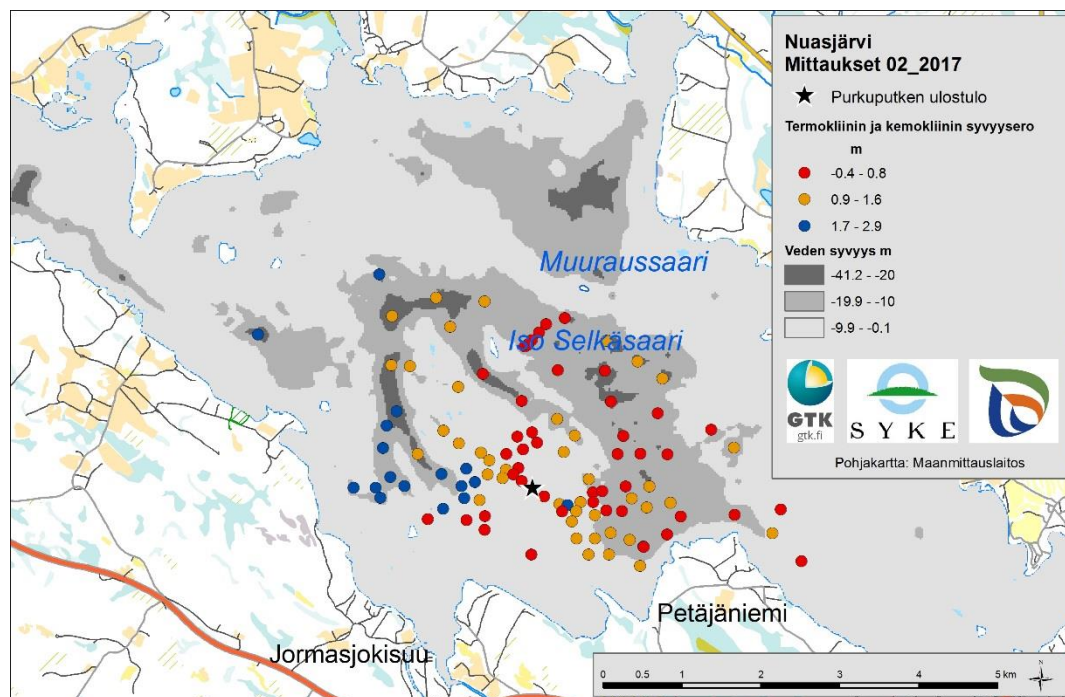 Nuasjärvi
Mittaukset 02_2017
Purkuputken ulostulo
Termokliinin ja kemokliinin syvyysero
m
-0.4 - 0.8
0.9 - 1.6
1.7 - 2.9
Veden syvyys m
-41.2 - -20
-19.9 - -10
-9.9 - -0.1
GTK
gtk.fi
SYKE
Pohjakartta: Maanmittauslaitos
Muuraussaari
Iso Selkäsaari
Petäjäniemi
Jormasjokisuu
0 0.5 1 2 3 4 5 km
N